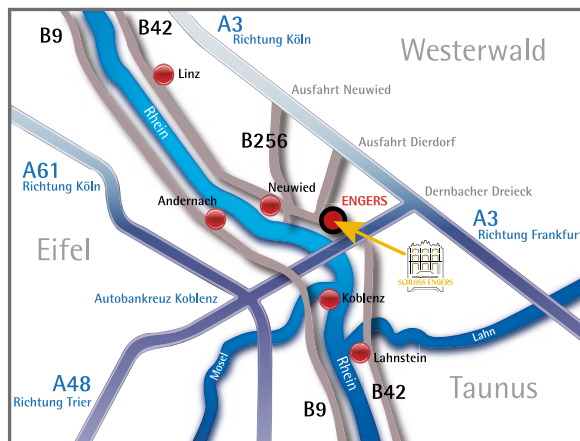 B9
B42
A3
Richtung Köln
Westerwald
Linz
Ausfahrt Neuwied
Rhein
B256
Ausfahrt Dierdorf
A61
Richtung Köln
Neuwied
Andernach
ENGERS
Dernbacher Dreieck
A3
Richtung Frankfurt
Eifel
SCHLOSS ENGERS
Autobankreuz Koblenz
Koblenz
Lahn
Mosel
Rhein
Lahnstein
A48
Richtung Trier
B9
B42
Taunus